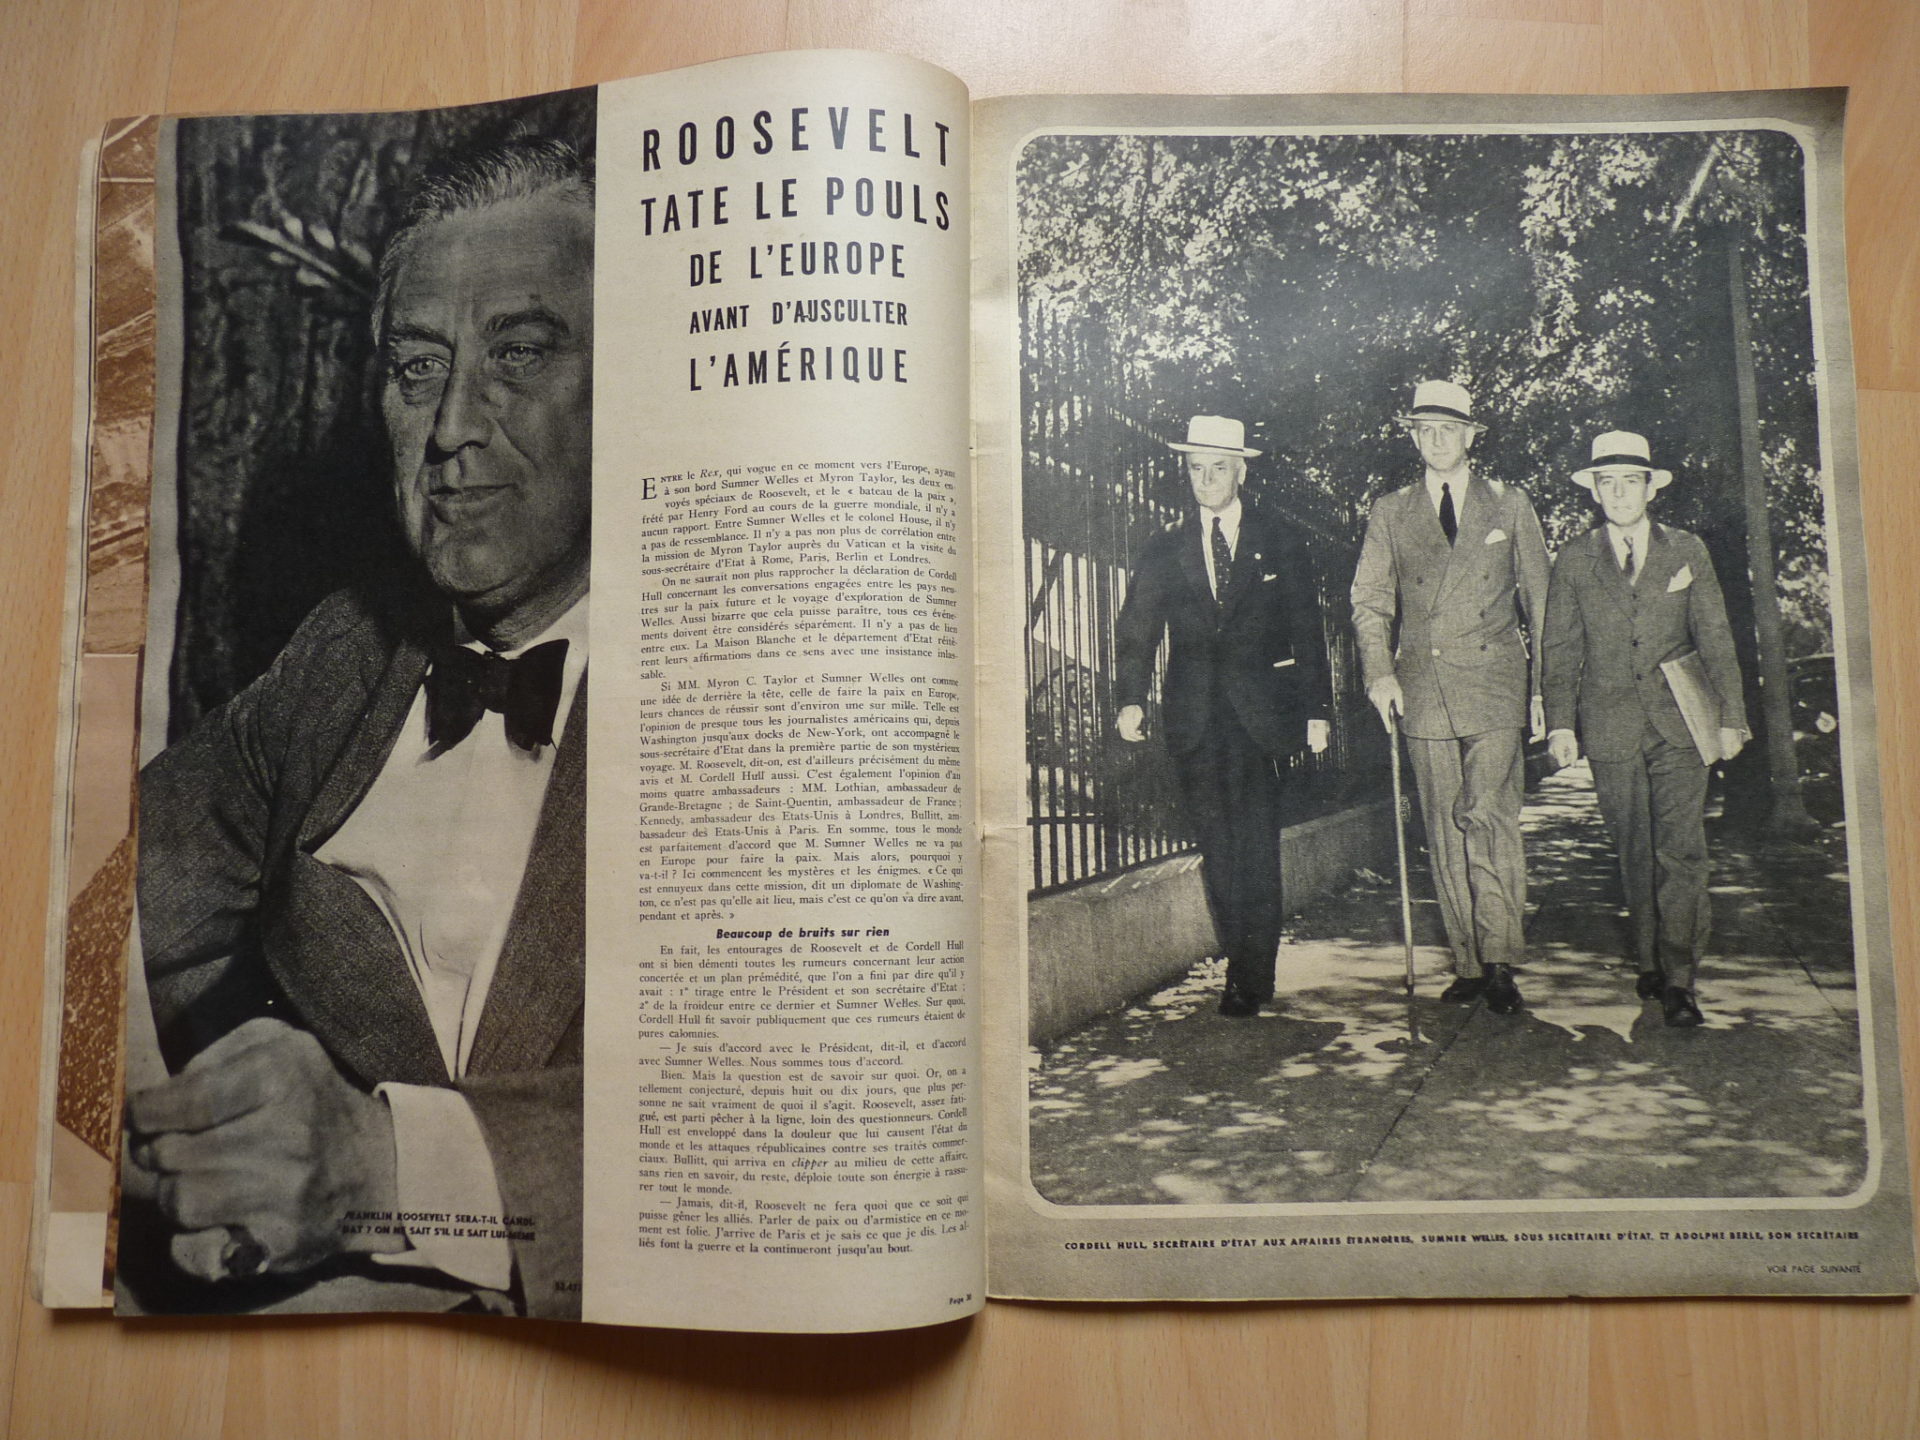 ROOSEVELT
TATE LE POULS
DE L'EUROPE
AVANT D'AUSCULTER
L'AMÉRIQUE
ENTRE le Rex, qui vogue en ce moment vers l'Europe, ayant
à son bord Sumner Welles et Myron Taylor, les deux en-
voyés spéciaux de Roosevelt, et le « bateau de la paix »,
frété par Henry Ford au cours de la guerre mondiale, il n'y a
aucun rapport. Entre Sumner Welles et le colonel House, il n'y
a pas de ressemblance. Il n'y a pas non plus de corrélation entre
la mission de Myron Taylor auprès du Vatican et la visite du
sous-secrétaire d'Etat à Rome, Paris, Berlin et Londres.
On ne saurait non plus rapprocher la déclaration de Cordell
Hull concernant les conversations engagées entre les pays neu-
tres sur la paix future et le voyage d'exploration de Sumner
Welles. Aussi bizarre que cela puisse paraître, tous ces événe-
ments doivent être considérés séparément. Il n'y a pas de lien
entre eux. La Maison Blanche et le département d'Etat réitè-
rent leurs affirmations dans ce sens avec une insistance inlas-
sable.
Si MM. Myron C. Taylor et Sumner Welles ont comme
une idée de derrière la tête, celle de faire la paix en Europe,
leurs chances de réussir sont d'environ une sur mille. Telle est
l'opinion de presque tous les journalistes américains qui, depuis
Washington jusqu'aux docks de New-York, ont accompagné le
sous-secrétaire d'Etat dans la première partie de son mystérieux
voyage. M. Roosevelt, dit-on, est d'ailleurs précisément du même
avis et M. Cordell Hull aussi. C'est également l'opinion d'au
moins quatre ambassadeurs : MM. Lothian, ambassadeur de
Grande-Bretagne ; de Saint-Quentin, ambassadeur de France ;
Kennedy, ambassadeur des Etats-Unis à Londres, Bullitt, am-
bassadeur des Etats-Unis à Paris. En somme, tous le monde
est parfaitement d'accord que M. Sumner Welles ne va pas
en Europe pour faire la paix. Mais alors, pourquoi y
va-t-il ? Ici commencent les mystères et les énigmes. « Ce qui
est ennuyeux dans cette mission, dit un diplomate de Washing-
ton, ce n'est pas qu'elle ait lieu, mais c'est ce qu'on va dire avant,
pendant et après. »
Beaucoup de bruits sur rien
En fait, les entourages de Roosevelt et de Cordell Hull
ont si bien démenti toutes les rumeurs concernant leur action
concertée et un plan prémédité, que l'on a fini par dire qu'il y
avait : 1° tirage entre le Président et son secrétaire d'Etat ;
2° de la froideur entre ce dernier et Sumner Welles. Sur quoi,
Cordell Hull fit savoir publiquement que ces rumeurs étaient de
pures calomnies.
— Je suis d'accord avec le Président, dit-il, et d'accord
avec Sumner Welles. Nous sommes tous d'accord.
Bien. Mais la question est de savoir sur quoi. Or, on a
tellement conjecturé, depuis huit ou dix jours, que plus per-
sonne ne sait vraiment de quoi il s'agit. Roosevelt, assez fati-
gué, est parti pêcher à la ligne, loin des questionneurs. Cordell
Hull est enveloppé dans la douleur que lui causent l'état du
monde et les attaques républicaines contre ses traités commer-
ciaux. Bullitt, qui arriva en clipper au milieu de cette affaire,
sans rien en savoir, du reste, déploie toute son énergie à rassu-
rer tout le monde.
— Jamais, dit-il, Roosevelt ne fera quoi que ce soit qui
puisse gêner les alliés. Parler de paix ou d'armistice en ce mo-
ment est folie. J'arrive de Paris et je sais ce que je dis. Les al-
liés font la guerre et la continueront jusqu'au bout.
FRANKLIN ROOSEVELT SERA-T-IL CANDI-
DAT ? ON NE SAIT S'IL LE SAIT LUI-MÊME
Page 30
CORDELL HULL, SECRÉTAIRE D'ÉTAT AUX AFFAIRES ÉTRANGÈRES, SUMNER WELLES, SOUS SECRÉTAIRE D'ÉTAT, ET ADOLPHE BERLE, SON SECRÉTAIRE
VOIR PAGE SUIVANTE